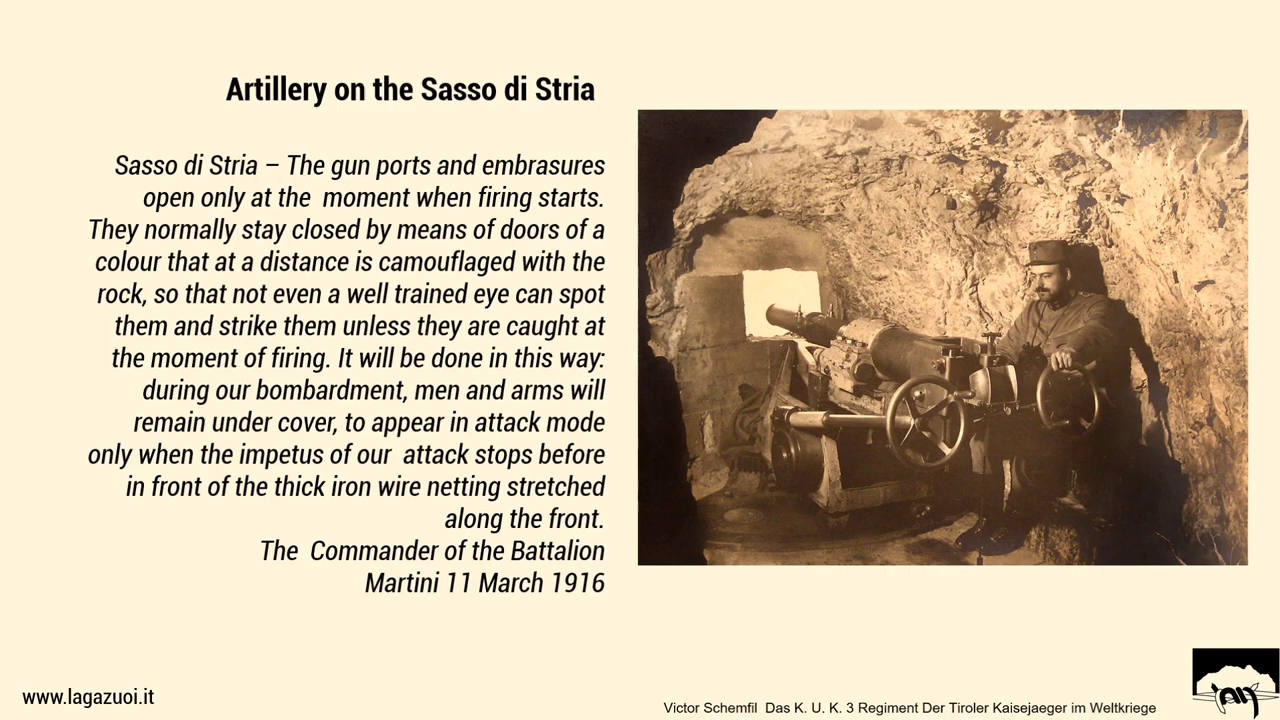 Artillery on the Sasso di Stria
Sasso di Stria – The gun ports and embrasures
open only at the  moment when firing starts.
They normally stay closed by means of doors of a
colour that at a distance is camouflaged with the
rock, so that not even a well trained eye can spot
them and strike them unless they are caught at
the moment of firing. It will be done in this way:
during our bombardment, men and arms will
remain under cover, to appear in attack mode
only when the impetus of our  attack stops before
in front of the thick iron wire netting stretched
along the front.
The  Commander of the Battalion
Martini 11 March 1916
www.lagazuoi.it
Victor Schemfil  Das K. U. K. 3 Regiment Der Tiroler Kaisejaeger im Weltkriege